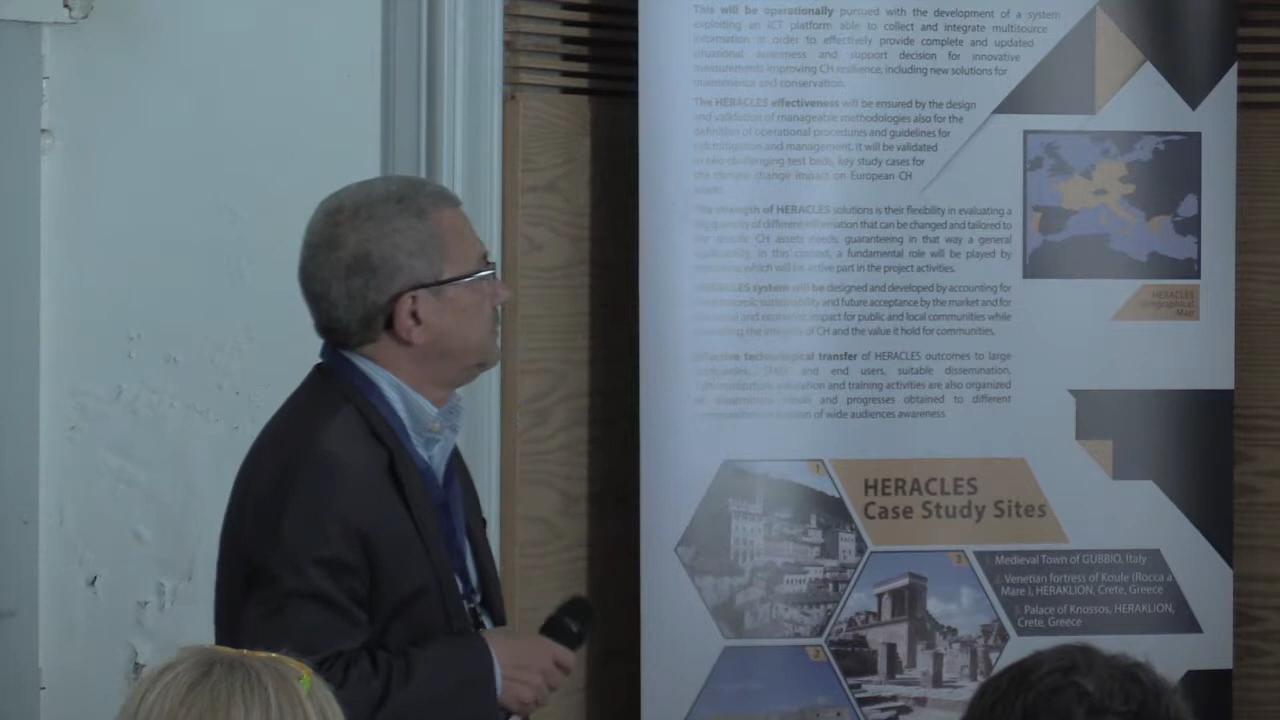 This will be operationally pursued with the development of a system
exploiting an ICT platform able to collect and integrate multisource
information in order to effectively provide complete and updated
situational awareness and support decision for innovative
measurements improving CH resilience, including new solutions for
maintenence and conservation.
The HERACLES effectiveness will be ensured by the design
and validation of manageable methodologies also for the
definition of operational procedures and guidelines for
risk mitigation and management. It will be validated
in two challenging test beds, key study cases for
the climate change impact on European CH
The strength of HERACLES solutions is their flexibility in evaluating a
of different information that can be changed and tailored to
CH assets needs, guaranteeing in that way a general
in this context, a fundamental role will be played by
which will be active part in the project activities.
HERACLES system will be designed and developed by accounting for
sustainability and future acceptance by the market and for
and economic impact for public and local communities while
the integrity of CH and the value it hold for communities.
Effective technological transfer of HERACLES outcomes to large
and end users, suitable dissemination,
and training activities are also organized
and progresses obtained to different
of wide audiences awareness
HERACLES
Geographical
Map
1
HERACLES
Case Study Sites
3
1. Medieval Town of GUBBIO, Italy
2. Venetian fortress of Koule (Rocca a
Mare ), HERAKLION, Crete, Greece
3. Palace of Knossos, HERAKLION,
Crete, Greece
2